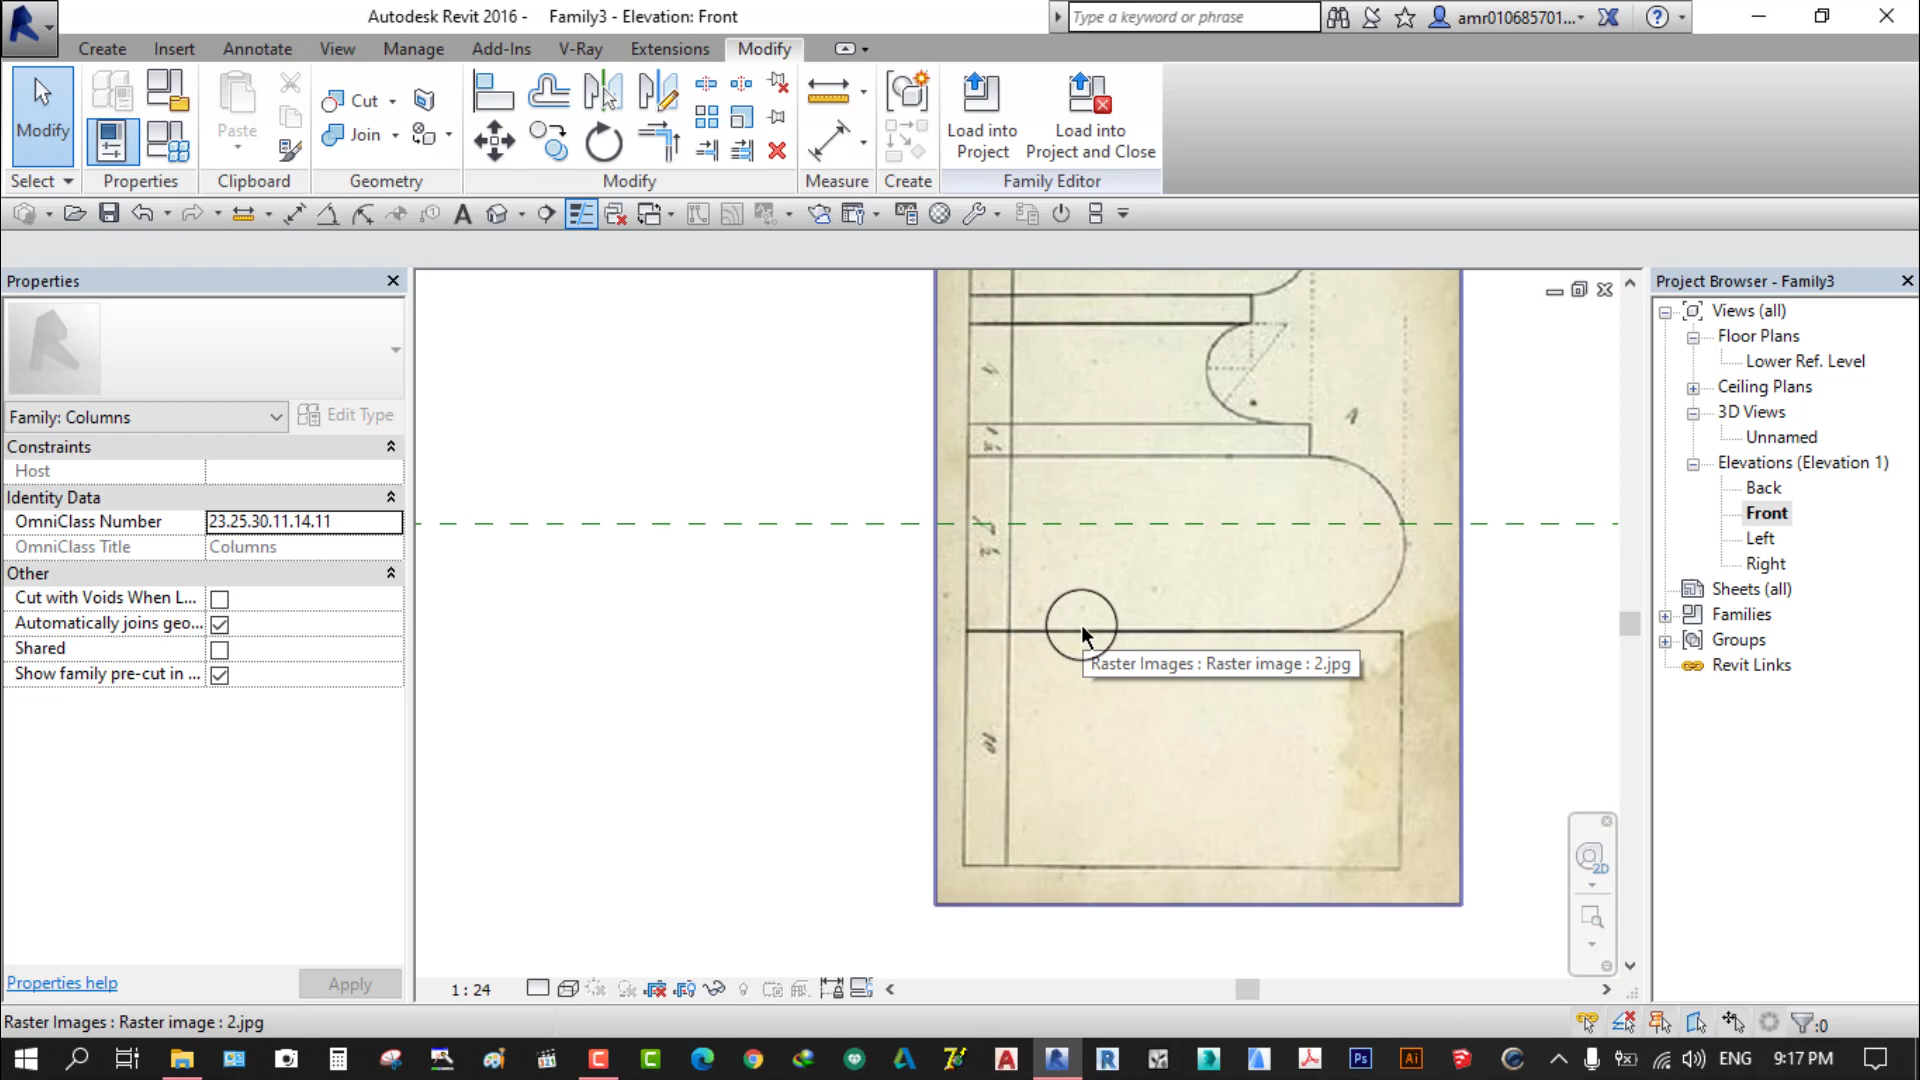 Autodesk Revit 2016 - Family3 - Elevation: Front
Type a keyword or phrase
amr010685701...
Create Insert Annotate View Manage Add-Ins V-Ray Extensions Modify
Modify
Paste
Cut
Join
Load into Project
Load into Project and Close
Select Properties Clipboard Geometry Modify Measure Create Family Editor
Properties
Family: Columns
Edit Type
Constraints
Host
Identity Data
OmniClass Number 23.25.30.11.14.11
OmniClass Title Columns
Other
Cut with Voids When L...
Automatically joins geo...
Shared
Show family pre-cut in ...
Properties help
Apply
Raster Images : Raster image : 2.jpg
10
2D
1 : 24
Project Browser - Family3
Views (all)
Floor Plans
Lower Ref. Level
Ceiling Plans
3D Views
Unnamed
Elevations (Elevation 1)
Back
Front
Left
Right
Sheets (all)
Families
Groups
Revit Links
Raster Images : Raster image : 2.jpg
:0
ENG 9:17 PM